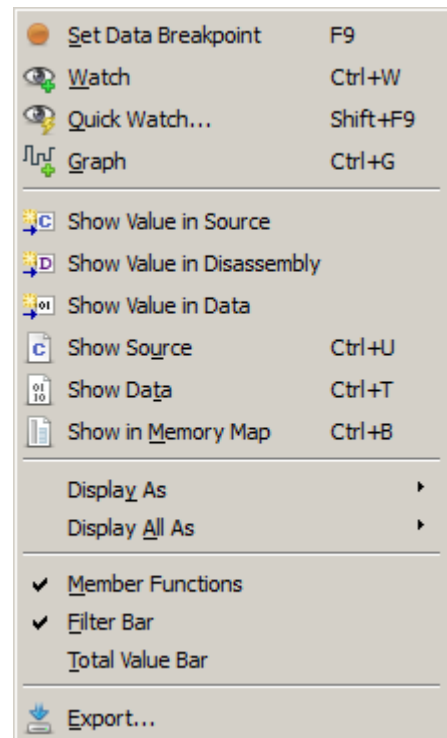 Set Data Breakpoint F9
Watch Ctrl+W
Quick Watch... Shift+F9
Graph Ctrl+G
Show Value in Source
Show Value in Disassembly
Show Value in Data
Show Source Ctrl+U
Show Data Ctrl+T
Show in Memory Map Ctrl+B
Display As
Display All As
Member Functions
Filter Bar
Total Value Bar
Export...